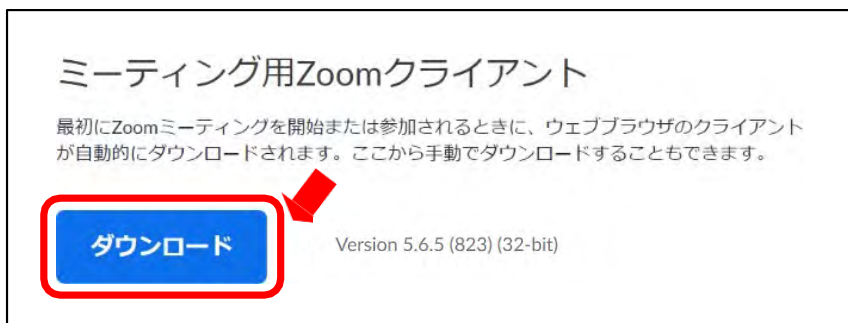 ミーティング用Zoomクライアント
最初にZoomミーティングを開始または参加されるときに、ウェブブラウザのクライアント
が自動的にダウンロードされます。ここから手動でダウンロードすることもできます。
ダウンロード
Version 5.6.5 (823) (32-bit)